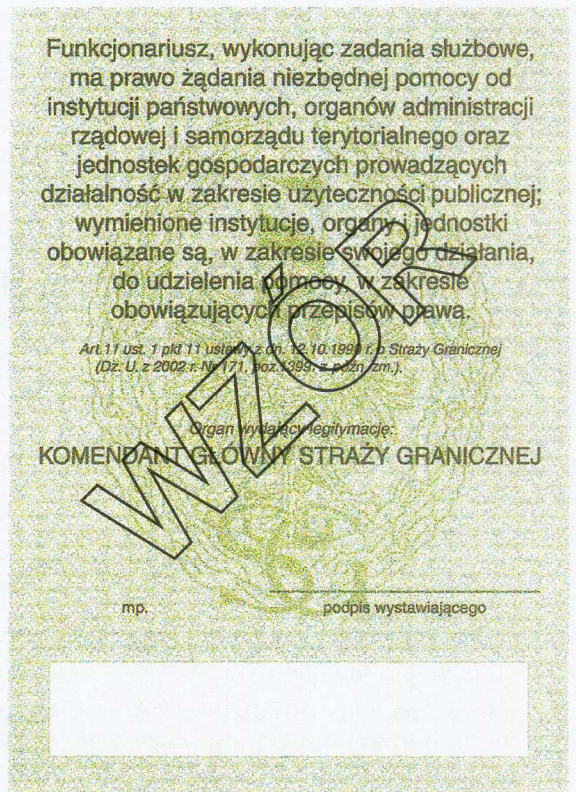 Funkcjonariusz, wykonując zadania służbowe,
ma prawo żądania niezbędnej pomocy od
instytucji państwowych, organów administracji
rządowej i samorządu terytorialnego oraz
jednostek gospodarczych prowadzących
działalność w zakresie użyteczności publicznej;
wymienione instytucje, organy i jednostki
obowiązane są, w zakresie swojego działania,
do udzielenia pomocy, w zakresie
obowiązujących przepisów prawa.
Art.11 ust. 1 pkt 11 ustawy z dn. 12.10.1990 r. o Straży Granicznej
(Dz. U. z 2002 r. Nr 171, poz.1399, z późn. zm.).
WZÓR
Organ wydający legitymację:
KOMENDANT GŁÓWNY STRAŻY GRANICZNEJ
mp. podpis wystawiającego